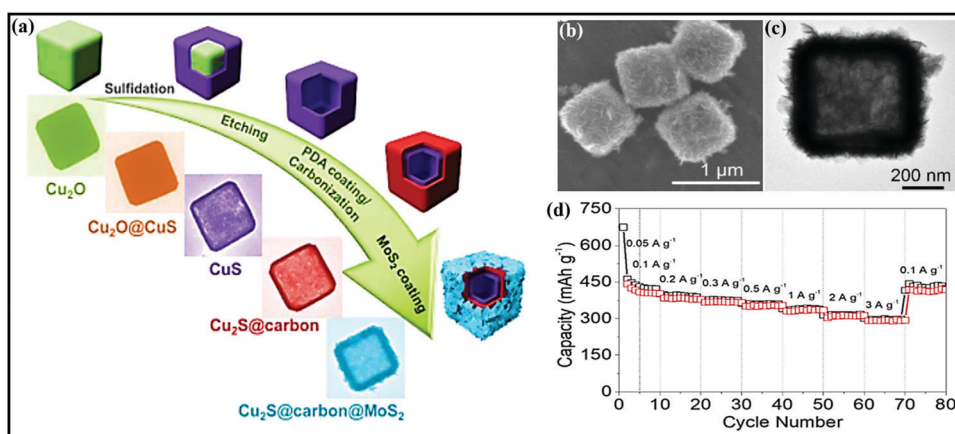 (a)
Sulfidation
Etching
PDA coating/
Carbonization
MoS₂ coating
Cu₂O
Cu₂O@CuS
CuS
Cu₂S@carbon
Cu₂S@carbon@MoS₂
(b)
1 μm
(c)
200 nm
(d)
Capacity (mAh g⁻¹)
750
600
450
300
150
0
0.05 A g⁻¹
0.1 A g⁻¹
0.2 A g⁻¹
0.3 A g⁻¹
0.5 A g⁻¹
1 A g⁻¹
2 A g⁻¹
3 A g⁻¹
0.1 A g⁻¹
0 10 20 30 40 50 60 70 80
Cycle Number